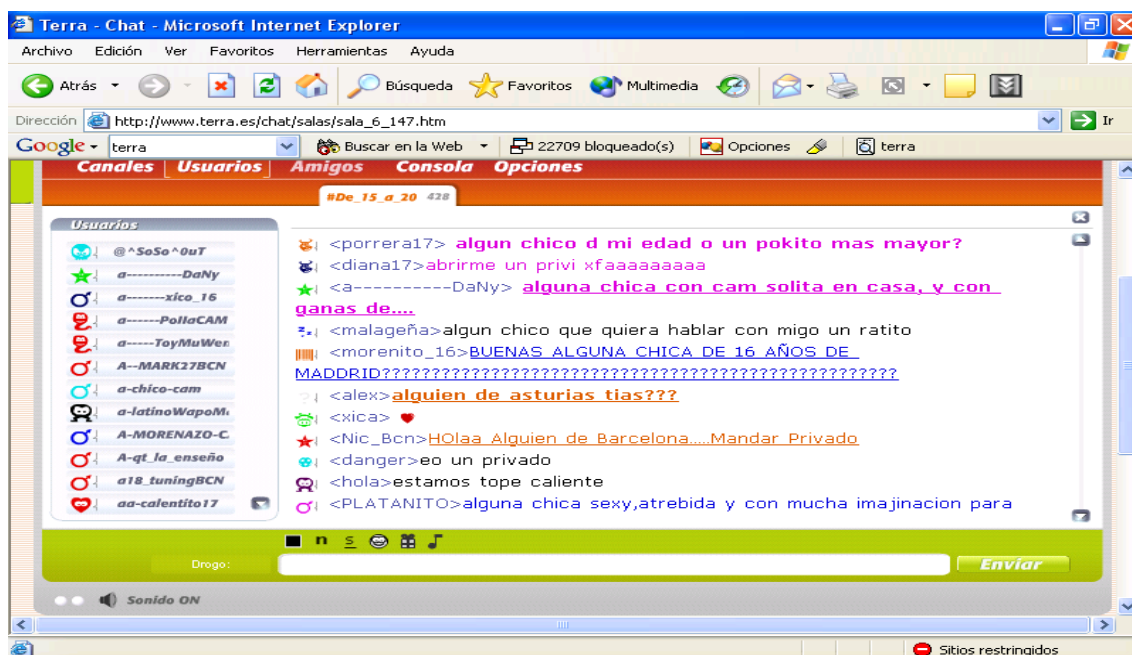 Terra - Chat - Microsoft Internet Explorer
Archivo Edición Ver Favoritos Herramientas Ayuda
Atrás Búsqueda Favoritos Multimedia
Dirección http://www.terra.es/chat/salas/sala_6_147.htm Ir
Google terra Buscar en la Web 22709 bloqueado(s) Opciones terra
Canales Usuarios Amigos Consola Opciones
#De_15_a_20 428
Usuarios
@^SoSo^0uT
a----------DaNy
a-------xico_16
a------PollaCAM
a-----ToyMuWen
A--MARK27BCN
a-chico-cam
a-latinoWapoM
A-MORENAZO-C
A-qt_la_enseño
a18_tuningBCN
aa-calentito17
<porrera17> algun chico d mi edad o un pokito mas mayor?
<diana17>abrirme un privi xfaaaaaaaaa
<a----------DaNy> alguna chica con cam solita en casa, y con
ganas de....
<malageña>algun chico que quiera hablar con migo un ratito
<morenito_16>BUENAS ALGUNA CHICA DE 16 AÑOS DE
MADDRID????????????????????????????????????????????????????
<alex>alguien de asturias tias???
<xica> ♥
<Nic_Bcn>HOlaa Alguien de Barcelona.....Mandar Privado
<danger>eo un privado
<hola>estamos tope caliente
<PLATANITO>alguna chica sexy,atrebida y con mucha imajinacion para
n s
Drogo: Enviar
Sonido ON
Sitios restringidos